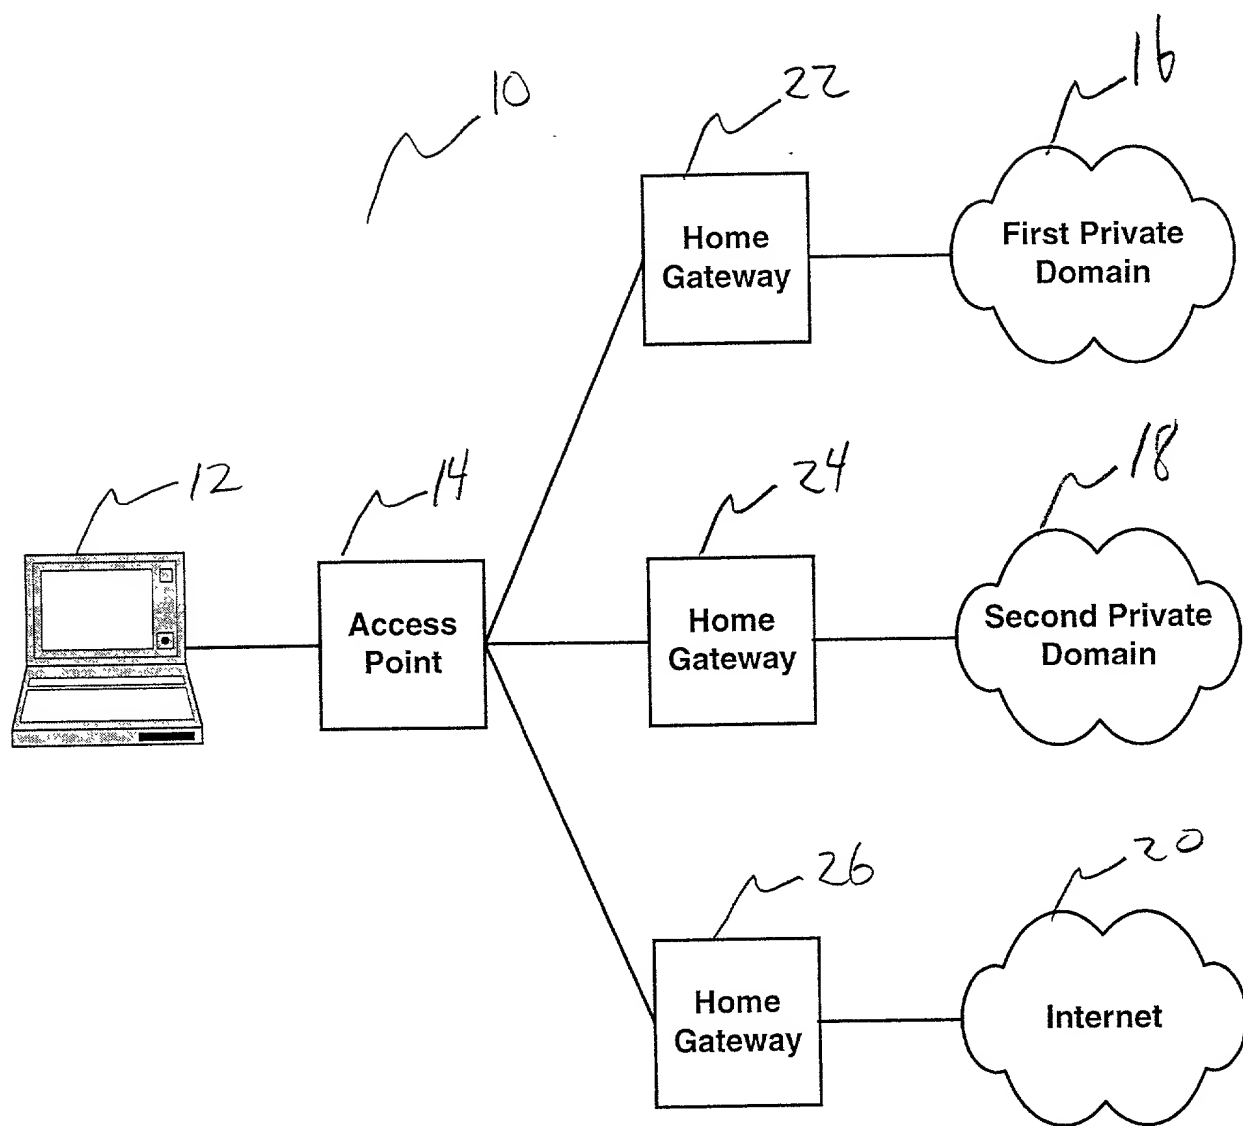 10
22
16
Home
Gateway
First Private
Domain
12
14
24
18
Access
Point
Home
Gateway
Second Private
Domain
26
20
Home
Gateway
Internet